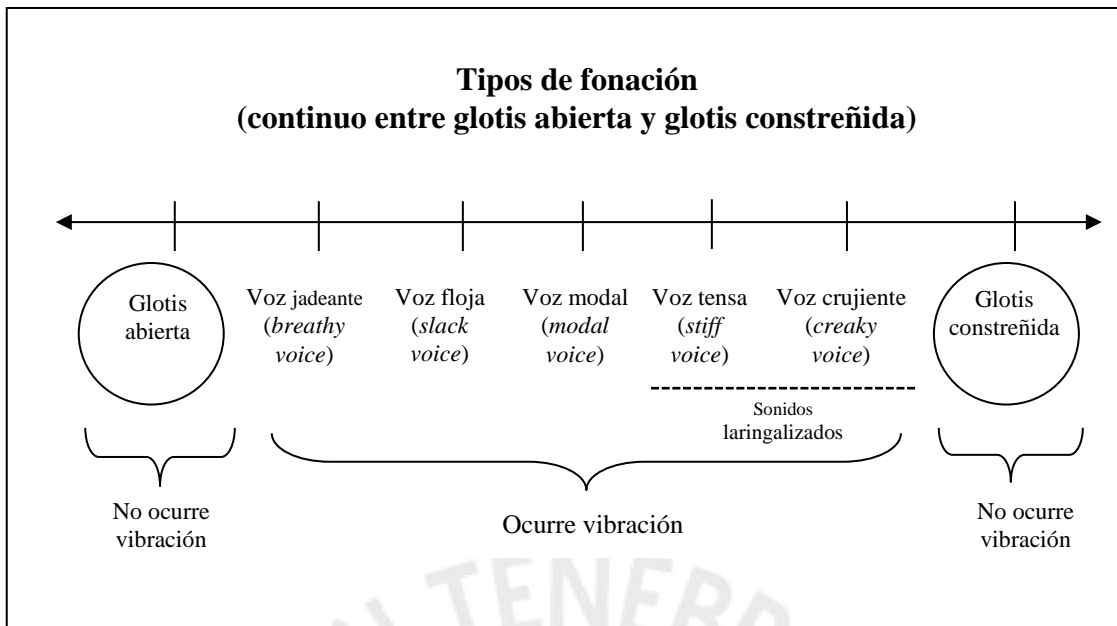 Tipos de fonación
(continuo entre glotis abierta y glotis constreñida)
Glotis
abierta
Voz jadeante
(breathy
voice)
Voz floja
(slack
voice)
Voz modal
(modal
voice)
Voz tensa
(stiff
voice)
Voz crujiente
(creaky
voice)
Glotis
constreñida
Sonidos
laringalizados
No ocurre
vibración
Ocurre vibración
No ocurre
vibración
TENEBR